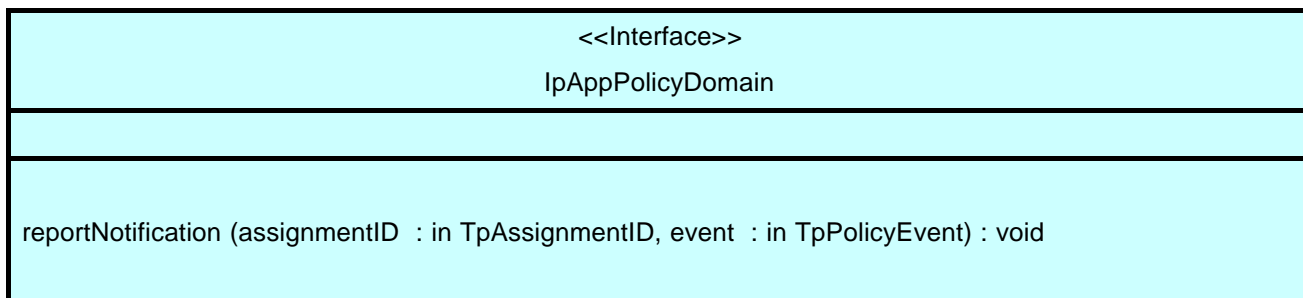 <<Interface>>
IpAppPolicyDomain
reportNotification (assignmentID  : in TpAssignmentID, event  : in TpPolicyEvent) : void